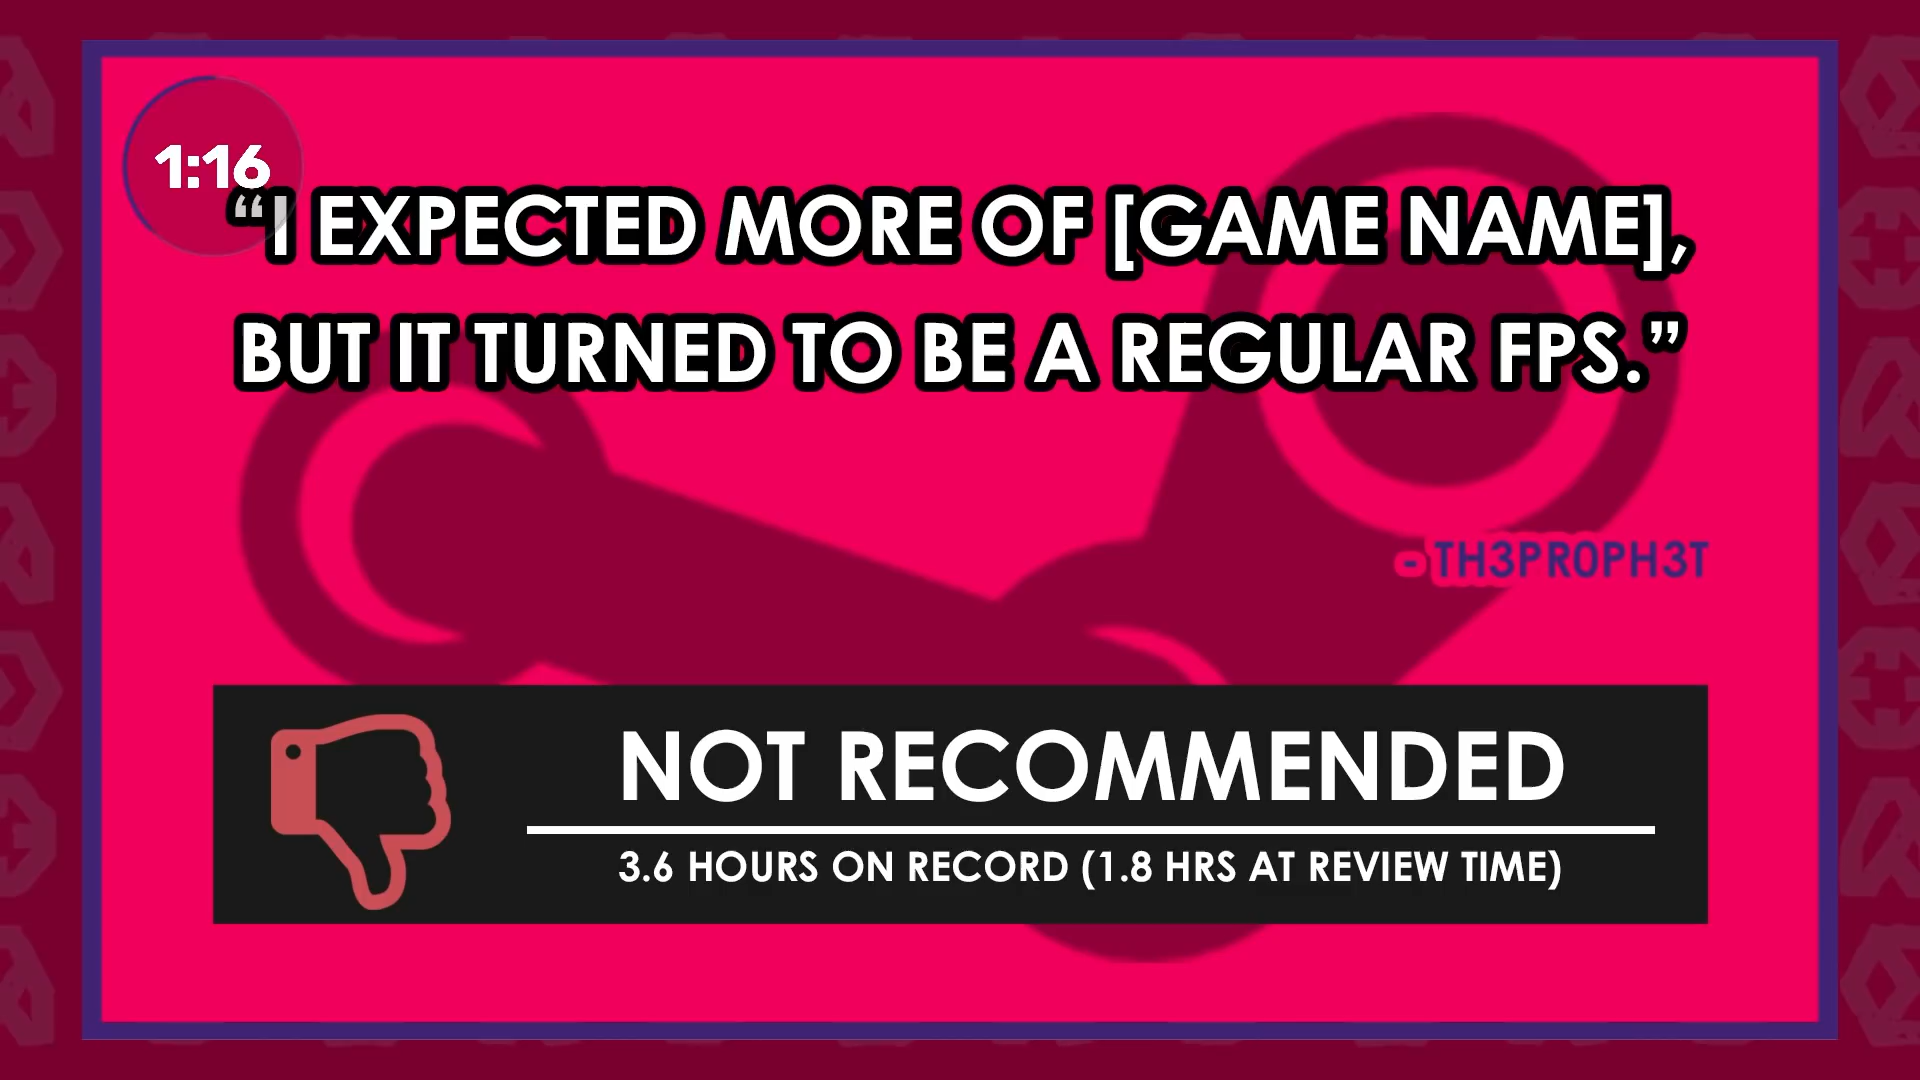 1:16
“I EXPECTED MORE OF [GAME NAME],
BUT IT TURNED TO BE A REGULAR FPS.”
- TH3PR0PH3T
NOT RECOMMENDED
3.6 HOURS ON RECORD (1.8 HRS AT REVIEW TIME)